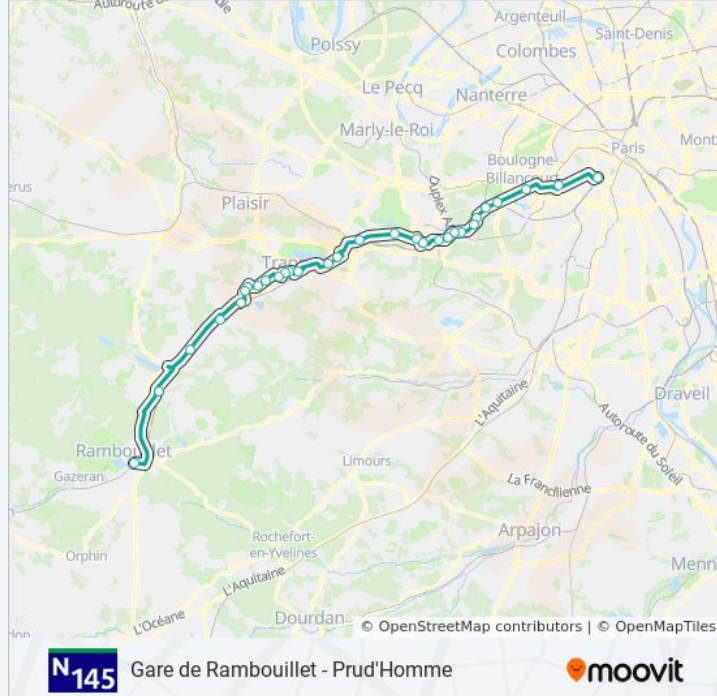 Autoroute de
Argenteuil
Saint-Denis
Poissy
Colombes
Le Pecq
Nanterre
Marly-le-Roi
Paris
Mont
Boulogne
Billancourt
erus
Duplex A
Plaisir
Trap
L'Aquitaine
Draveil
Autoroute du Soleil
Rambouillet
Limours
Gazeran
La Francilienne
Arpajon
Rochefort-
en-Yvelines
Orphin
Menn
L'Aquitaine
L'Océane
Dourdan
© OpenStreetMap contributors | © OpenMapTiles
N145 Gare de Rambouillet - Prud'Homme
moovit